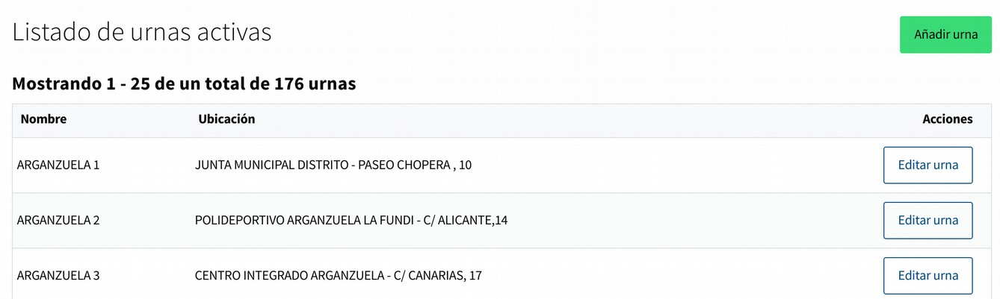 Listado de urnas activas
Añadir urna
Mostrando 1 - 25 de un total de 176 urnas
Nombre Ubicación Acciones
ARGANZUELA 1 JUNTA MUNICIPAL DISTRITO - PASEO CHOPERA , 10 Editar urna
ARGANZUELA 2 POLIDEPORTIVO ARGANZUELA LA FUNDI - C/ ALICANTE,14 Editar urna
ARGANZUELA 3 CENTRO INTEGRADO ARGANZUELA - C/ CANARIAS, 17 Editar urna